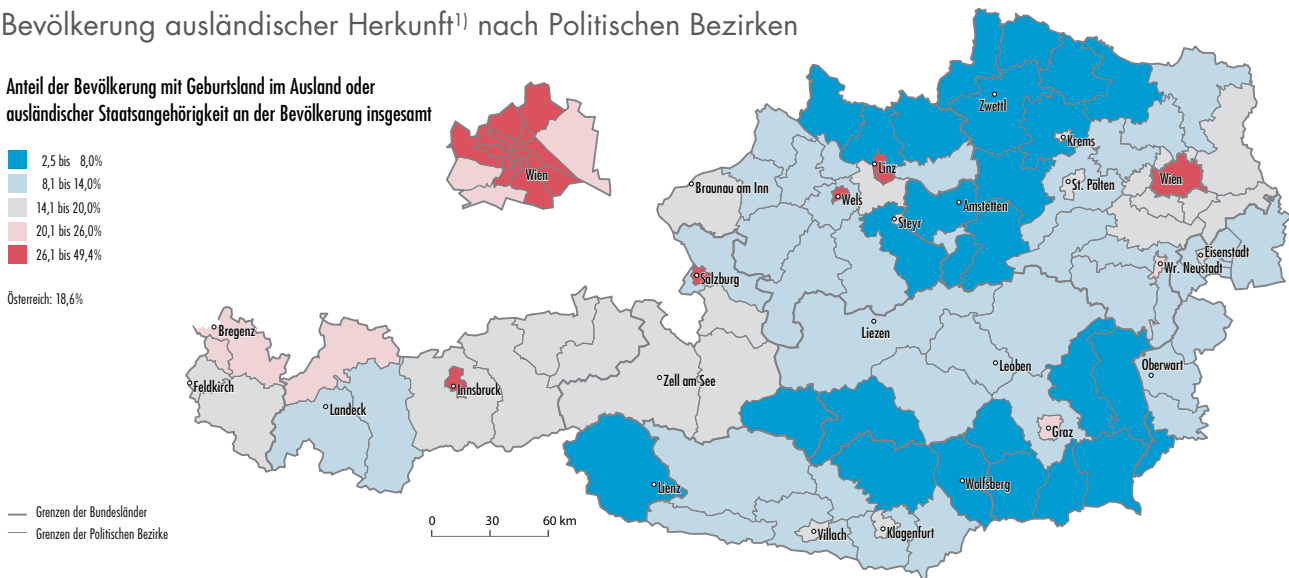 Bevölkerung ausländischer Herkunft¹⁾ nach Politischen Bezirken
Anteil der Bevölkerung mit Geburtsland im Ausland oder
ausländischer Staatsangehörigkeit an der Bevölkerung insgesamt
2,5 bis 8,0%
8,1 bis 14,0%
14,1 bis 20,0%
20,1 bis 26,0%
26,1 bis 49,4%
Österreich: 18,6%
Wien
Zwettl
Krems
Linz
Wien
St. Pölten
Braunau am Inn
Wels
Amstetten
Steyr
Eisenstadt
Wr. Neustadt
Salzburg
Bregenz
Liezen
Leoben
Oberwart
Feldkirch
Innsbruck
Zell am See
Landeck
Graz
Lienz
Wolfsberg
Villach
Klagenfurt
Grenzen der Bundesländer
Grenzen der Politischen Bezirke
0 30 60 km